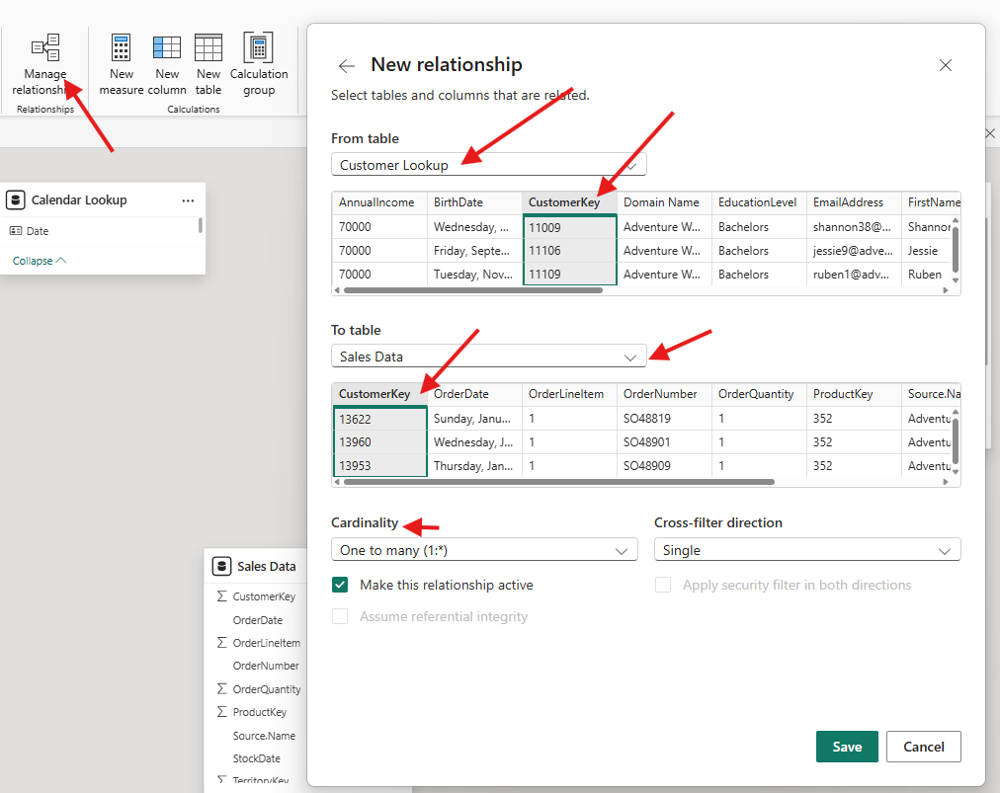 Manage
relationship
New
measure
New
column
New
table
Calculation
group
Relationships
Calculations
Calendar Lookup
...
Date
Collapse
Sales Data
CustomerKey
OrderDate
OrderLineItem
OrderNumber
OrderQuantity
ProductKey
Source.Name
StockDate
TerritoryKey
New relationship
Select tables and columns that are related.
From table
Customer Lookup
AnnualIncome BirthDate CustomerKey Domain Name EducationLevel EmailAddress FirstName
70000 Wednesday, ... 11009 Adventure W... Bachelors shannon38@... Shannon
70000 Friday, Septe... 11106 Adventure W... Bachelors jessie9@adve... Jessie
70000 Tuesday, Nov... 11109 Adventure W... Bachelors ruben1@adve... Ruben
To table
Sales Data
CustomerKey OrderDate OrderLineItem OrderNumber OrderQuantity ProductKey Source.Na
13622 Sunday, Janu... 1 SO48819 1 352 Adventu
13960 Wednesday, J... 1 SO48901 1 352 Adventu
13953 Thursday, Jan... 1 SO48909 1 352 Adventu
Cardinality Cross-filter direction
One to many (1:*) Single
Make this relationship active Apply security filter in both directions
Assume referential integrity
Save Cancel